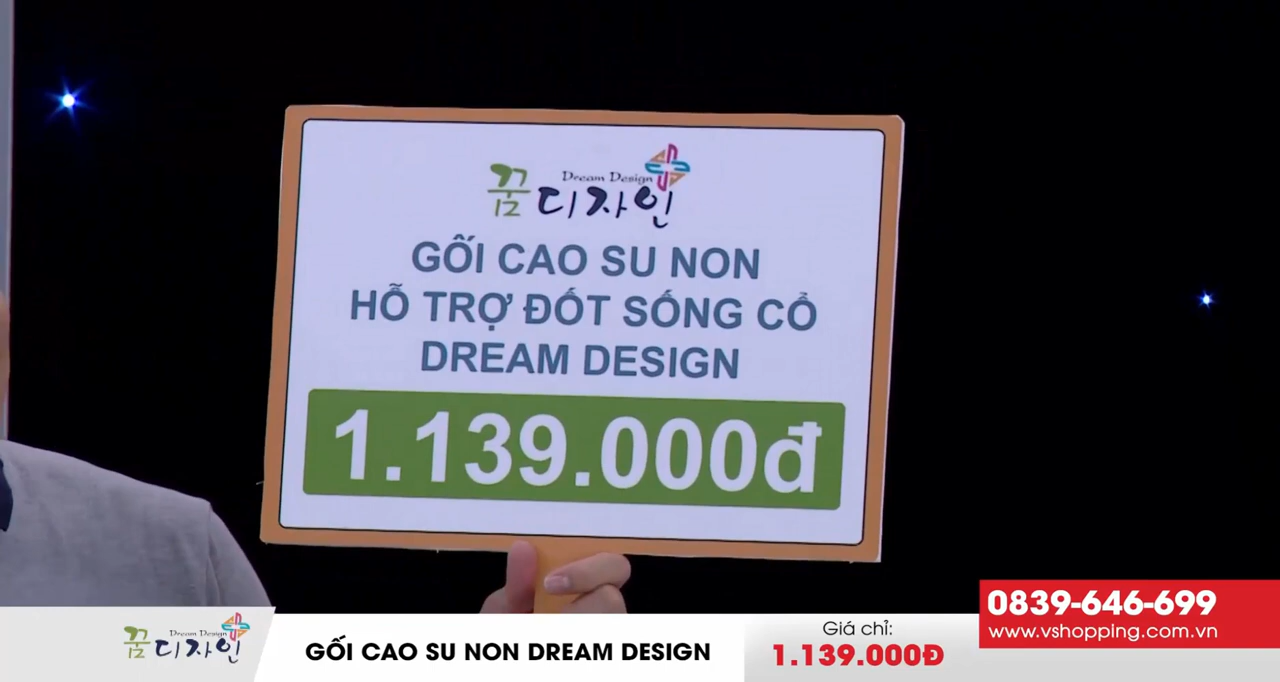 Dream Design
꿈디자인
GỐI CAO SU NON
HỖ TRỢ ĐỐT SỐNG CỔ
DREAM DESIGN
1.139.000đ
Dream Design
꿈디자인
GỐI CAO SU NON DREAM DESIGN
Giá chỉ:
1.139.000Đ
0839-646-699
www.vshopping.com.vn